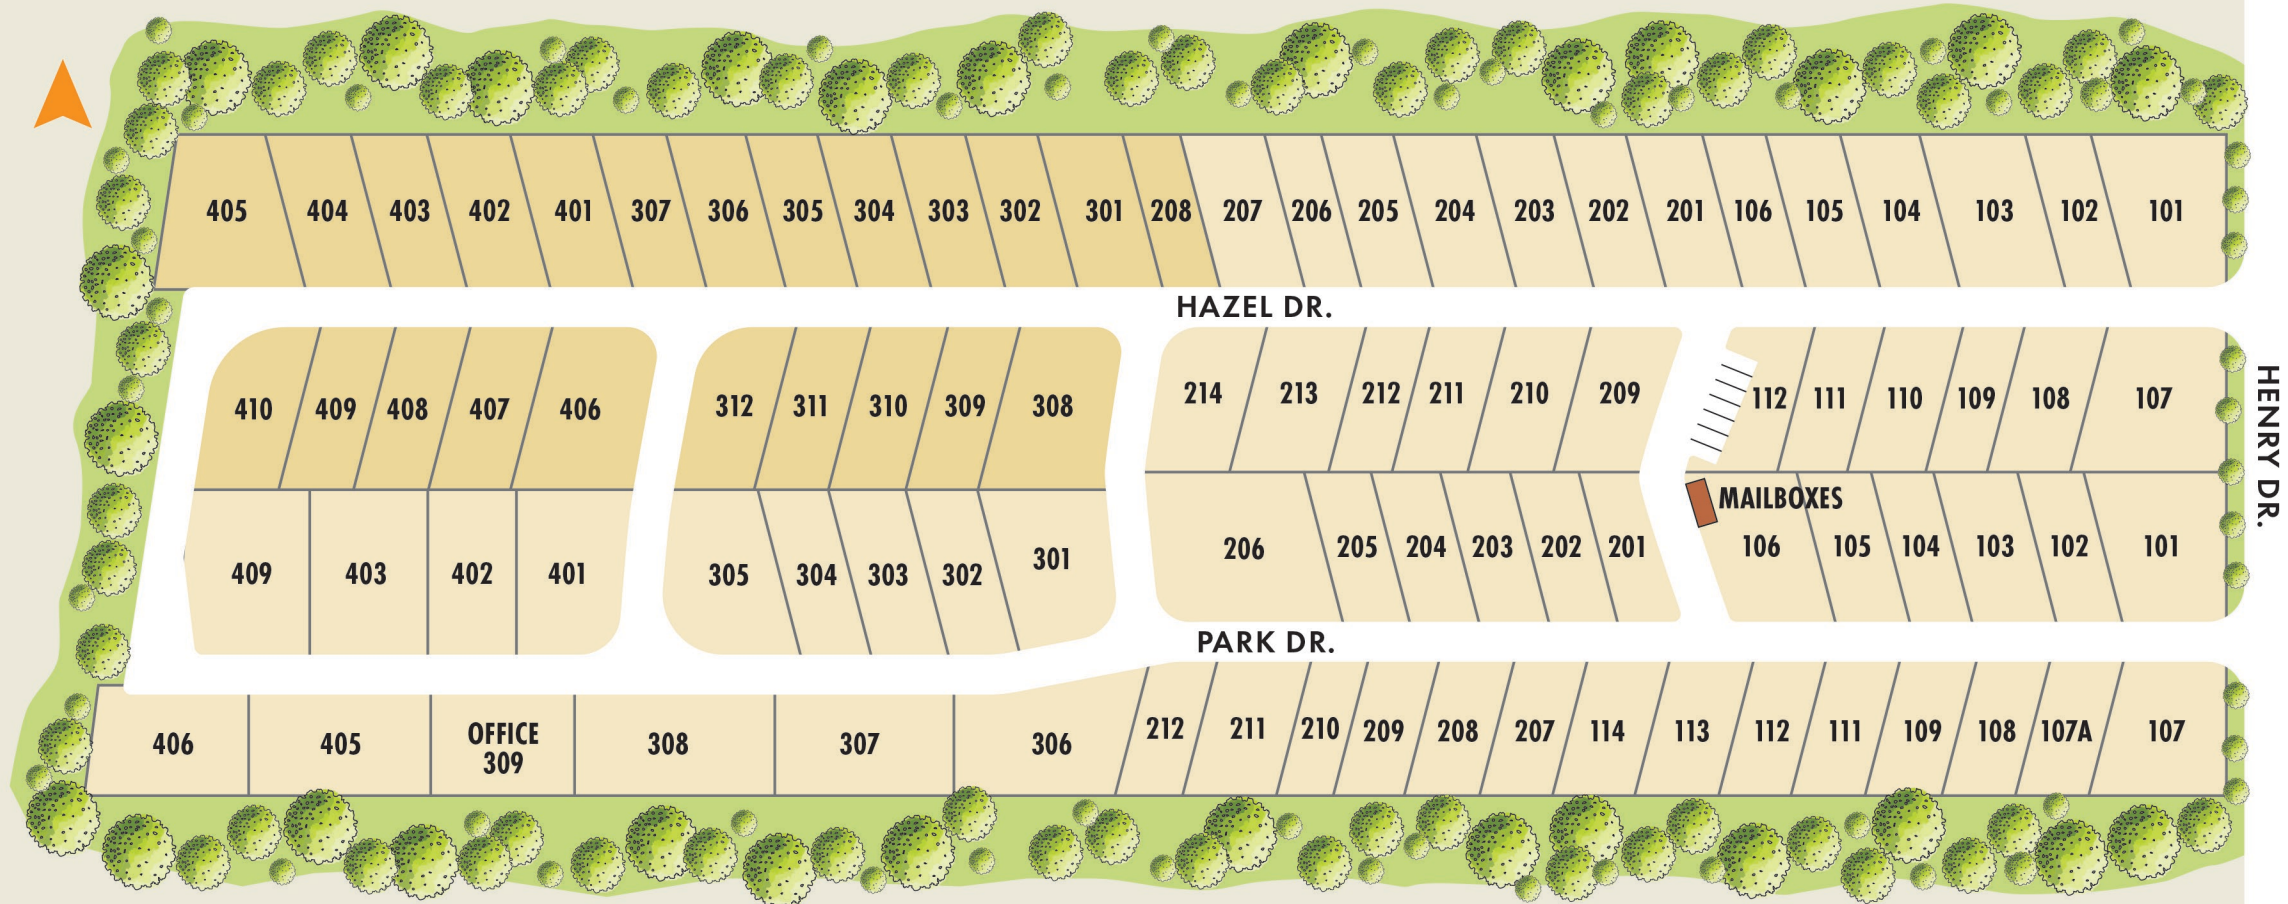 405 404 403 402 401 307 306 305 304 303 302 301 208 207 206 205 204 203 202 201 106 105 104 103 102 101
HAZEL DR.
410 409 408 407 406 312 311 310 309 308 214 213 212 211 210 209 112 111 110 109 108 107
HENRY DR.
MAILBOXES
409 403 402 401 305 304 303 302 301 206 205 204 203 202 201 106 105 104 103 102 101
PARK DR.
406 405 OFFICE
309 308 307 306 212 211 210 209 208 207 114 113 112 111 109 108 107A 107